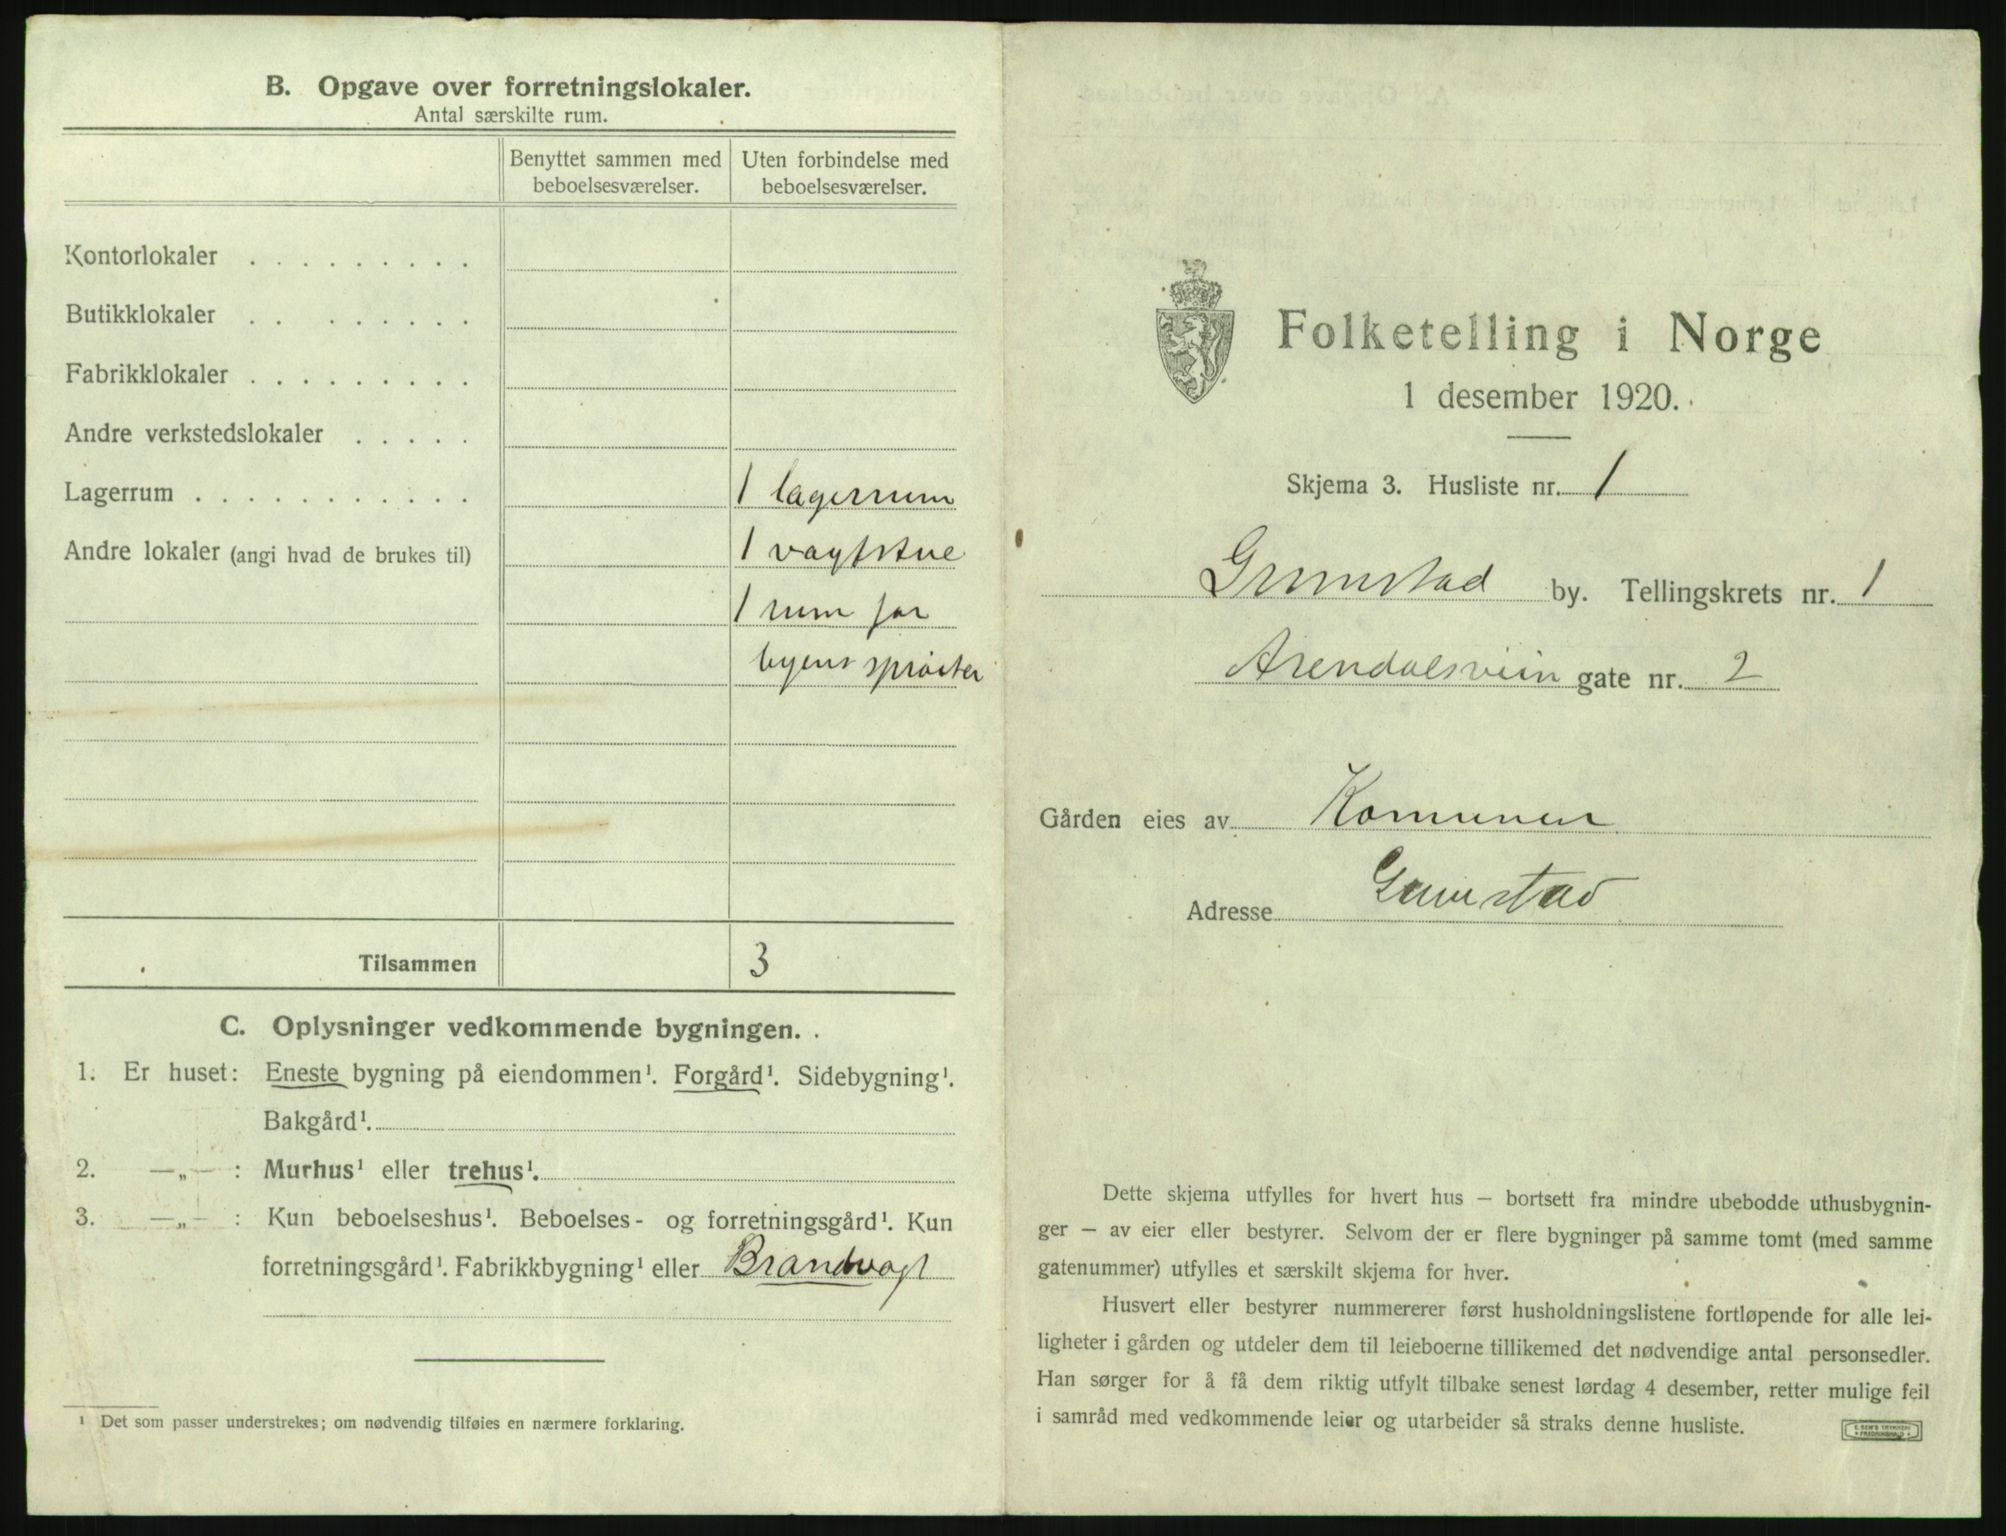 B. Opgave over forretningslokaler.
Antal særskilte rum.
Benyttet sammen med
beboelsesværelser.
Uten forbindelse med
beboelsesværelser.
Kontorlokaler . . . . . . . . .
Butikklokaler . . . . . . . .
Fabrikklokaler . . . . . . . . .
Andre verkstedslokaler . . . . .
Lagerrum . . . . . . . . . . . 1 lagerrum
Andre lokaler (angi hvad de brukes til) 1 vagtstue
1 rum for
byens sprøiter
Tilsammen 3
C. Oplysninger vedkommende bygningen.
1. Er huset: Eneste bygning på eiendommen¹. Forgård¹. Sidebygning¹.
Bakgård¹.
2. —„— : Murhus¹ eller trehus¹.
3. —„— : Kun beboelseshus¹. Beboelses- og forretningsgård¹. Kun
forretningsgård¹. Fabrikkbygning¹ eller Brandvagt
¹ Det som passer understrekes; om nødvendig tilføies en nærmere forklaring.
Folketelling i Norge
1 desember 1920.
Skjema 3. Husliste nr. 1
Grimstad by. Tellingskrets nr. 1
Arendalsveien gate nr. 2
Gården eies av Komunen
Adresse Grimstad
Dette skjema utfylles for hvert hus — bortsett fra mindre ubebodde uthusbygnin-
ger — av eier eller bestyrer. Selvom der er flere bygninger på samme tomt (med samme
gatenummer) utfylles et særskilt skjema for hver.
Husvert eller bestyrer nummererer først husholdningslistene fortløpende for alle lei-
ligheter i gården og utdeler dem til leieboerne tillikemed det nødvendige antal personsedler.
Han sørger for å få dem riktig utfylt tilbake senest lørdag 4 desember, retter mulige feil
i samråd med vedkommende leier og utarbeider så straks denne husliste.